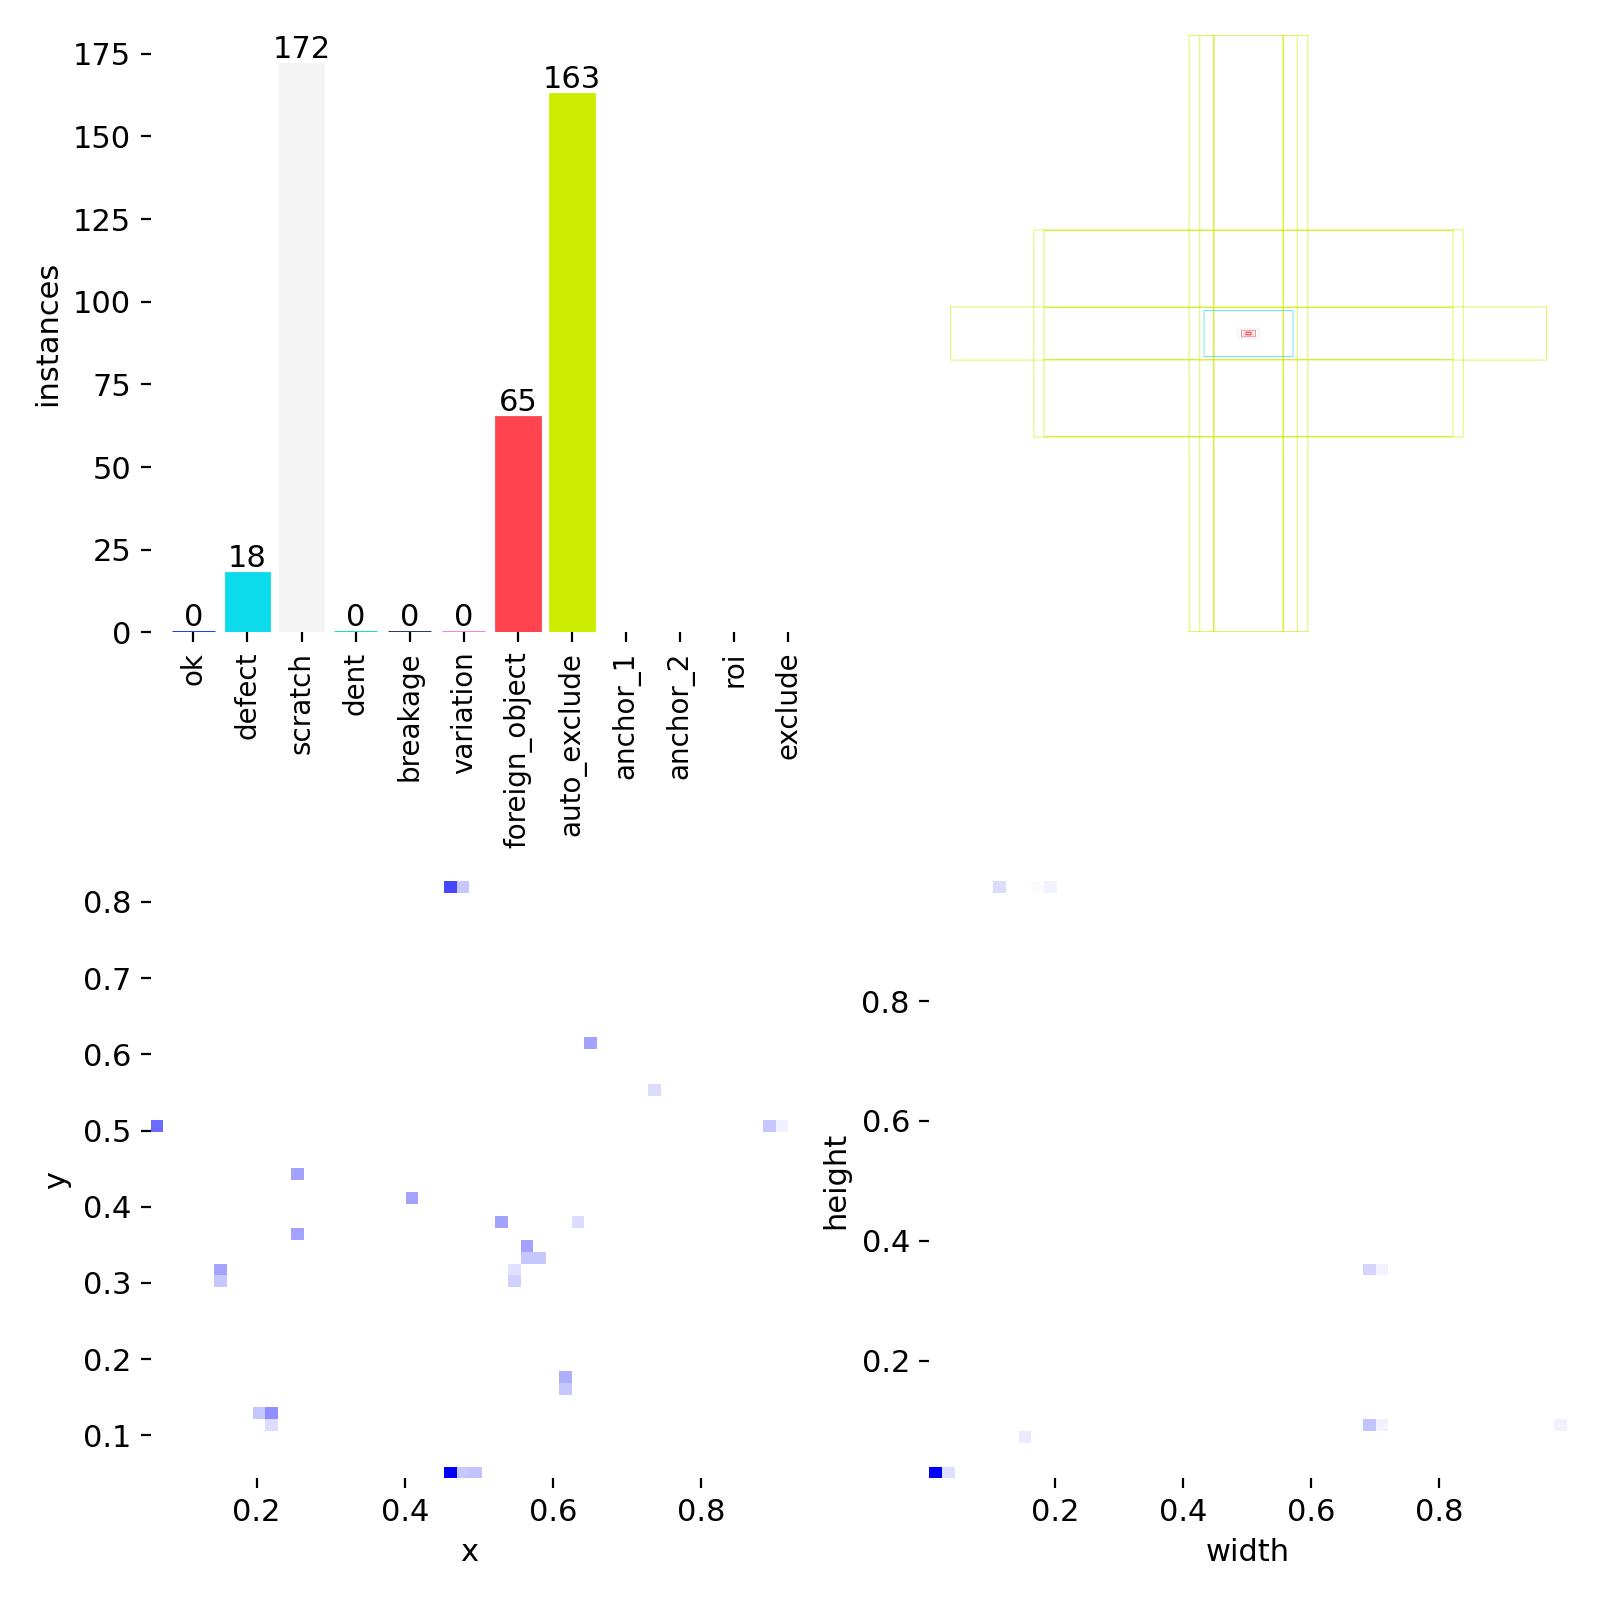 175
150
125
100
75
50
25
0
instances
0
18
172
0
0
0
65
163
ok
defect
scratch
dent
breakage
variation
foreign_object
auto_exclude
anchor_1
anchor_2
roi
exclude
0.8
0.7
0.6
0.5
0.4
0.3
0.2
0.1
y
0.2 0.4 0.6 0.8
x
0.8
0.6
0.4
0.2
height
0.2 0.4 0.6 0.8
width